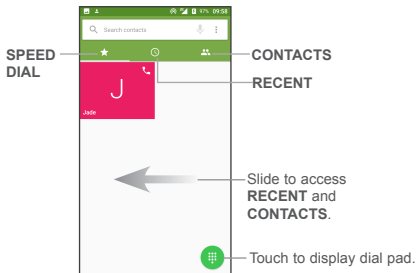 97% 09:58
Search contacts
SPEED
DIAL
CONTACTS
RECENT
J
Jade
Slide to access
RECENT and
CONTACTS.
Touch to display dial pad.